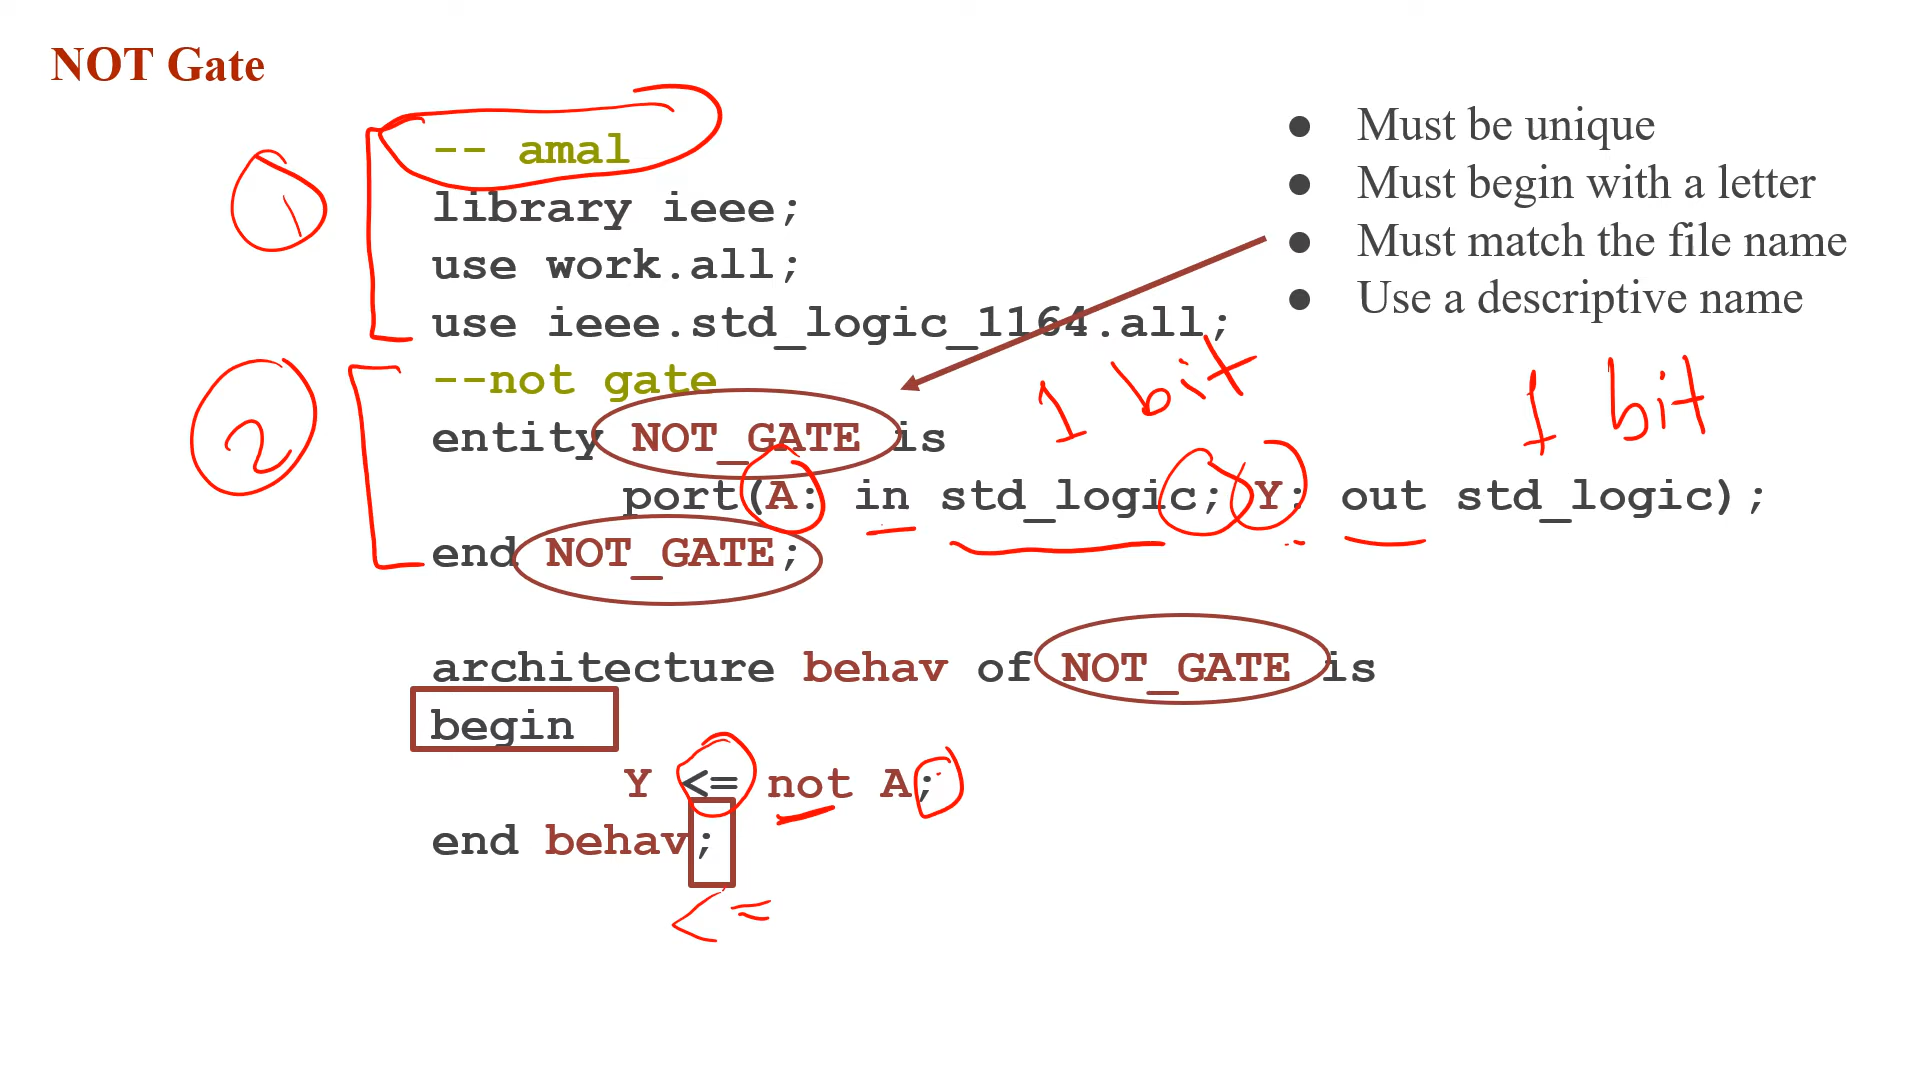 NOT Gate
-- amal
library ieee;
use work.all;
use ieee.std_logic_1164.all;
--not gate
entity NOT_GATE is
port(A: in std_logic; Y: out std_logic);
end NOT_GATE;
architecture behav of NOT_GATE is
begin
Y <= not A;
end behav;
● Must be unique
● Must begin with a letter
● Must match the file name
● Use a descriptive name
1
2
1 bit
1 bit
<=